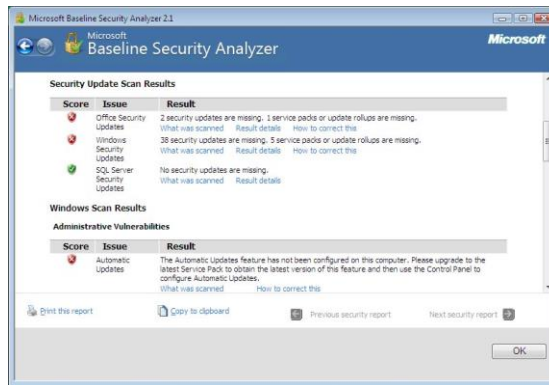 Microsoft Baseline Security Analyzer 2.1
Microsoft
Baseline Security Analyzer
Microsoft
Security Update Scan Results
Score Issue Result
Office Security Updates 2 security updates are missing. 1 service packs or update rollups are missing.
What was scanned Result details How to correct this
Windows Security Updates 38 security updates are missing. 5 service packs or update rollups are missing.
What was scanned Result details How to correct this
SQL Server Security Updates No security updates are missing.
What was scanned Result details
Windows Scan Results
Administrative Vulnerabilities
Score Issue Result
Automatic Updates The Automatic Updates feature has not been configured on this computer. Please upgrade to the
latest Service Pack to obtain the latest version of this feature and then use the Control Panel to
configure Automatic Updates.
What was scanned How to correct this
Print this report Copy to clipboard Previous security report Next security report
OK